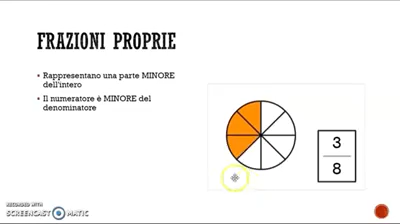 FRAZIONI PROPRIE
Rappresentano una parte MINORE
dell'intero
Il numeratore è MINORE del
denominatore
3
8
RECORDED WITH
SCREENCAST MATIC